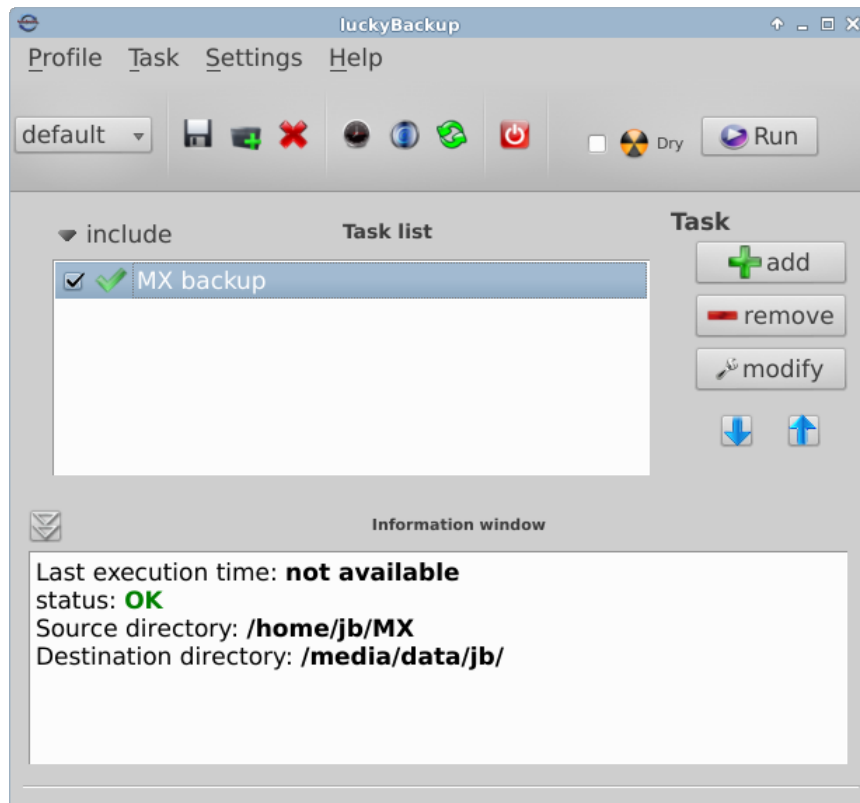 luckyBackup
Profile Task Settings Help
default Dry Run
include Task list Task
MX backup
add
remove
modify
Information window
Last execution time: not available
status: OK
Source directory: /home/jb/MX
Destination directory: /media/data/jb/